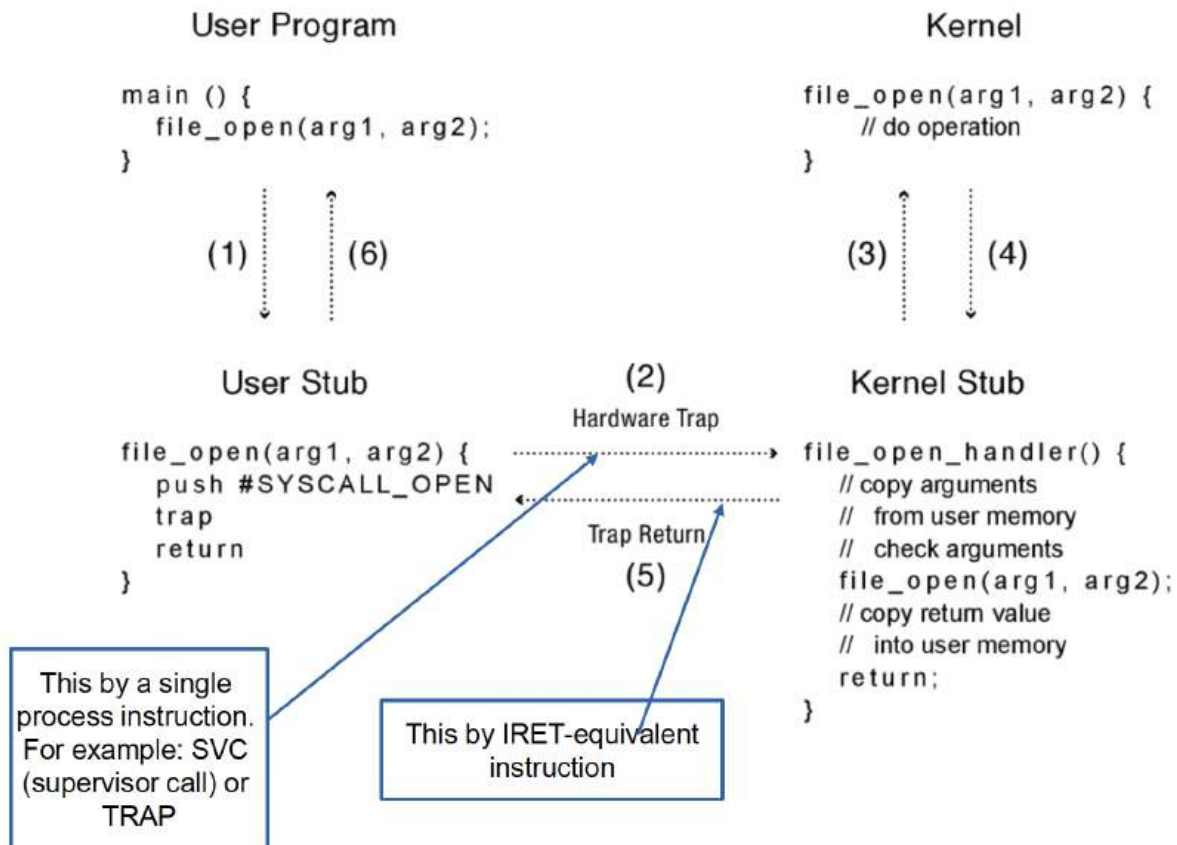 User Program
main () {
file_open(arg1, arg2);
}
(1)
(6)
User Stub
file_open(arg1, arg2) {
push #SYSCALL_OPEN
trap
return
}
(2)
Hardware Trap
Trap Return
(5)
Kernel
file_open(arg1, arg2) {
// do operation
}
(3)
(4)
Kernel Stub
file_open_handler() {
// copy arguments
// from user memory
// check arguments
file_open(arg1, arg2);
// copy return value
// into user memory
return;
}
This by a single
process instruction.
For example: SVC
(supervisor call) or
TRAP
This by IRET-equivalent
instruction